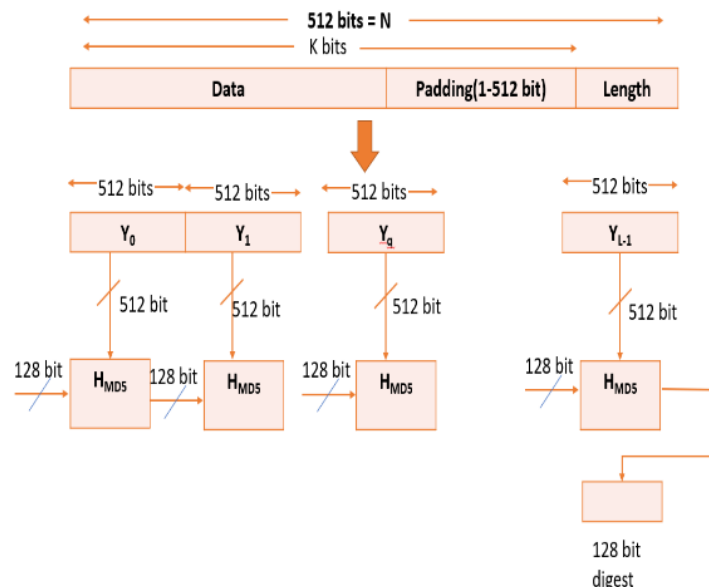 512 bits = N
K bits
Data Padding(1-512 bit) Length
512 bits 512 bits 512 bits 512 bits
Y0 Y1 Yq YL-1
512 bit 512 bit 512 bit 512 bit
128 bit HMD5 128 bit HMD5 128 bit HMD5 128 bit HMD5
128 bit
digest